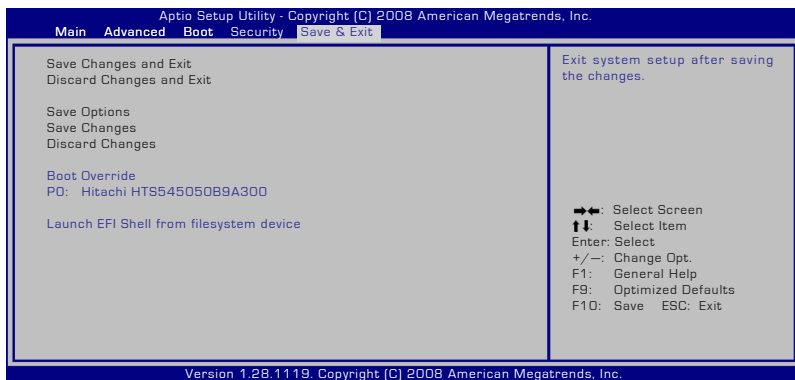 Aptio Setup Utility - Copyright (C) 2008 American Megatrends, Inc.
Main Advanced Boot Security Save & Exit
Save Changes and Exit
Discard Changes and Exit
Save Options
Save Changes
Discard Changes
Boot Override
P0: Hitachi HTS545050B9A300
Launch EFI Shell from filesystem device
Exit system setup after saving
the changes.
→←: Select Screen
↑↓: Select Item
Enter: Select
+/—: Change Opt.
F1: General Help
F9: Optimized Defaults
F10: Save ESC: Exit
Version 1.28.1119. Copyright (C) 2008 American Megatrends, Inc.